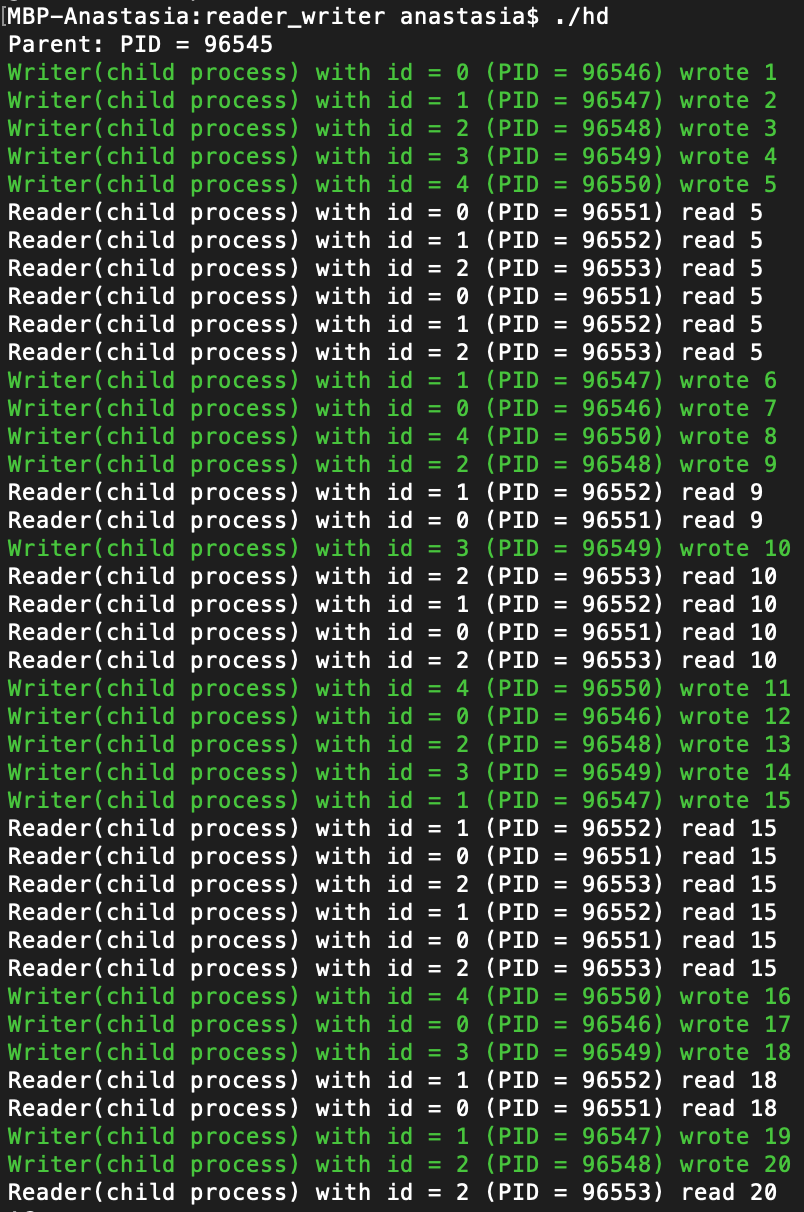 [MBP-Anastasia:reader_writer anastasia$ ./hd
Parent: PID = 96545
Writer(child process) with id = 0 (PID = 96546) wrote 1
Writer(child process) with id = 1 (PID = 96547) wrote 2
Writer(child process) with id = 2 (PID = 96548) wrote 3
Writer(child process) with id = 3 (PID = 96549) wrote 4
Writer(child process) with id = 4 (PID = 96550) wrote 5
Reader(child process) with id = 0 (PID = 96551) read 5
Reader(child process) with id = 1 (PID = 96552) read 5
Reader(child process) with id = 2 (PID = 96553) read 5
Reader(child process) with id = 0 (PID = 96551) read 5
Reader(child process) with id = 1 (PID = 96552) read 5
Reader(child process) with id = 2 (PID = 96553) read 5
Writer(child process) with id = 1 (PID = 96547) wrote 6
Writer(child process) with id = 0 (PID = 96546) wrote 7
Writer(child process) with id = 4 (PID = 96550) wrote 8
Writer(child process) with id = 2 (PID = 96548) wrote 9
Reader(child process) with id = 1 (PID = 96552) read 9
Reader(child process) with id = 0 (PID = 96551) read 9
Writer(child process) with id = 3 (PID = 96549) wrote 10
Reader(child process) with id = 2 (PID = 96553) read 10
Reader(child process) with id = 1 (PID = 96552) read 10
Reader(child process) with id = 0 (PID = 96551) read 10
Reader(child process) with id = 2 (PID = 96553) read 10
Writer(child process) with id = 4 (PID = 96550) wrote 11
Writer(child process) with id = 0 (PID = 96546) wrote 12
Writer(child process) with id = 2 (PID = 96548) wrote 13
Writer(child process) with id = 3 (PID = 96549) wrote 14
Writer(child process) with id = 1 (PID = 96547) wrote 15
Reader(child process) with id = 1 (PID = 96552) read 15
Reader(child process) with id = 0 (PID = 96551) read 15
Reader(child process) with id = 2 (PID = 96553) read 15
Reader(child process) with id = 1 (PID = 96552) read 15
Reader(child process) with id = 0 (PID = 96551) read 15
Reader(child process) with id = 2 (PID = 96553) read 15
Writer(child process) with id = 4 (PID = 96550) wrote 16
Writer(child process) with id = 0 (PID = 96546) wrote 17
Writer(child process) with id = 3 (PID = 96549) wrote 18
Reader(child process) with id = 1 (PID = 96552) read 18
Reader(child process) with id = 0 (PID = 96551) read 18
Writer(child process) with id = 1 (PID = 96547) wrote 19
Writer(child process) with id = 2 (PID = 96548) wrote 20
Reader(child process) with id = 2 (PID = 96553) read 20